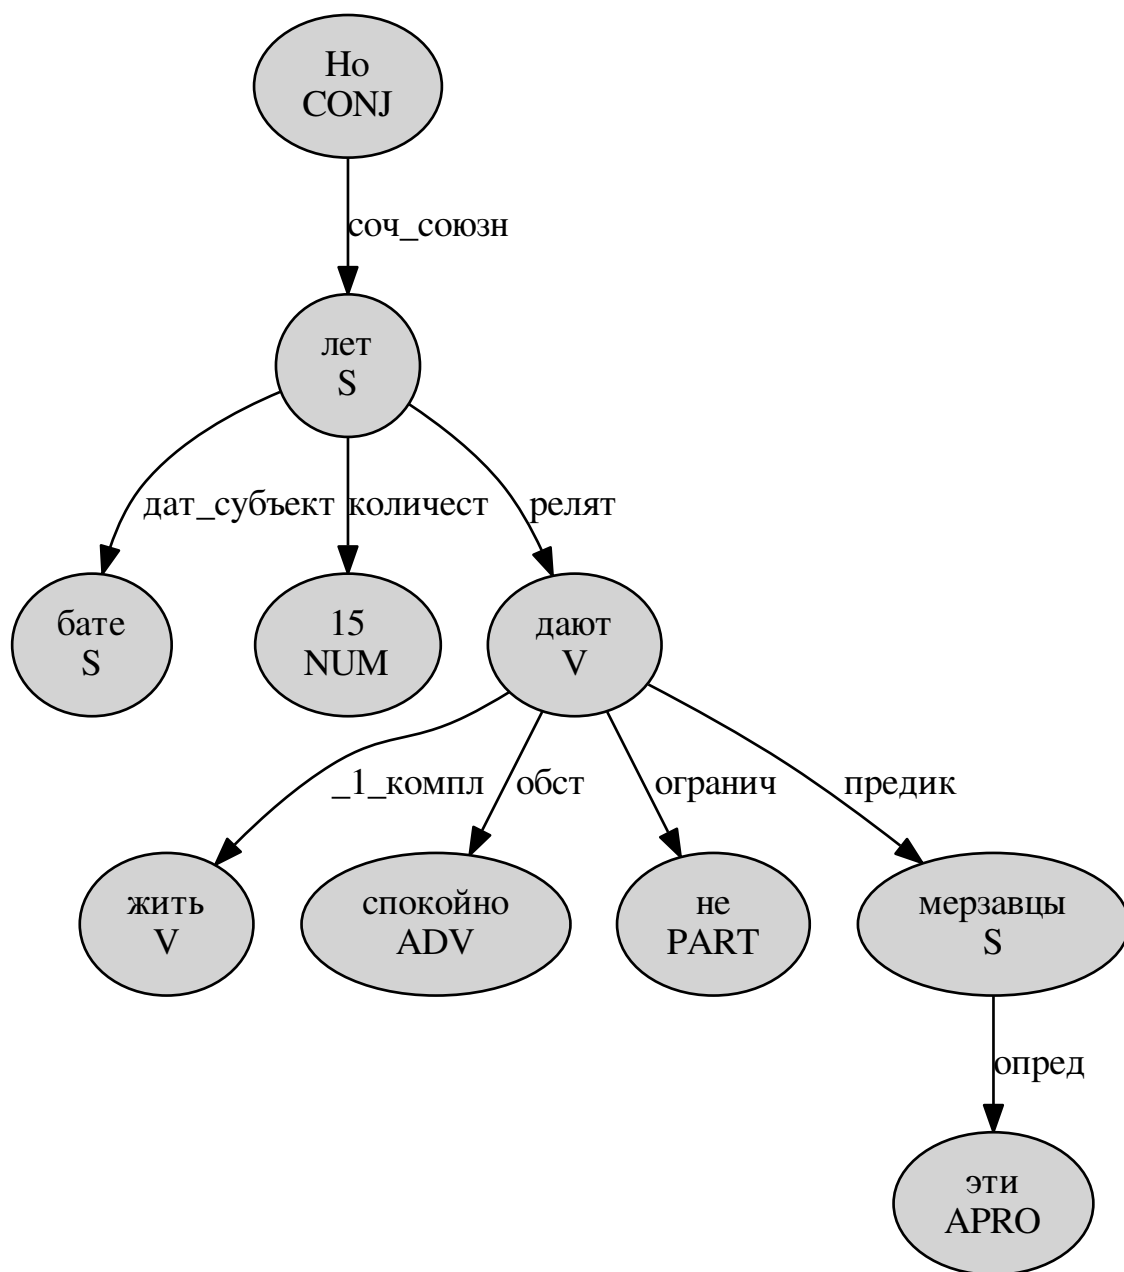 Но
CONJ
соч_союзн
лет
S
дат_субъект
количест
релят
бате
S
15
NUM
дают
V
_1_компл
обст
огранич
предик
жить
V
спокойно
ADV
не
PART
мерзавцы
S
опред
эти
APRO